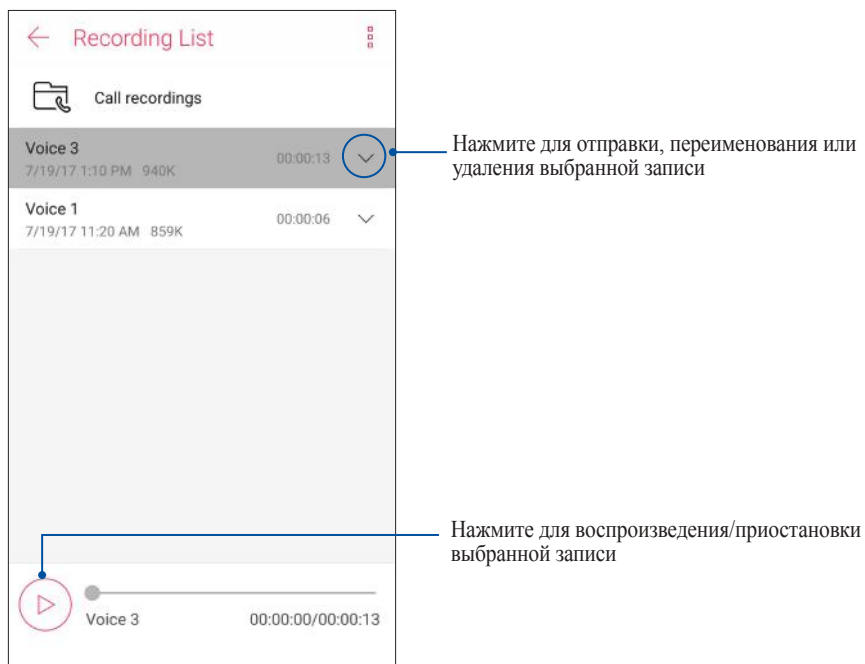 Recording List
Call recordings
Voice 3
7/19/17 1:10 PM 940K
00:00:13
Нажмите для отправки, переименования или
удаления выбранной записи
Voice 1
7/19/17 11:20 AM 859K
00:00:06
Нажмите для воспроизведения/приостановки
выбранной записи
Voice 3
00:00:00/00:00:13